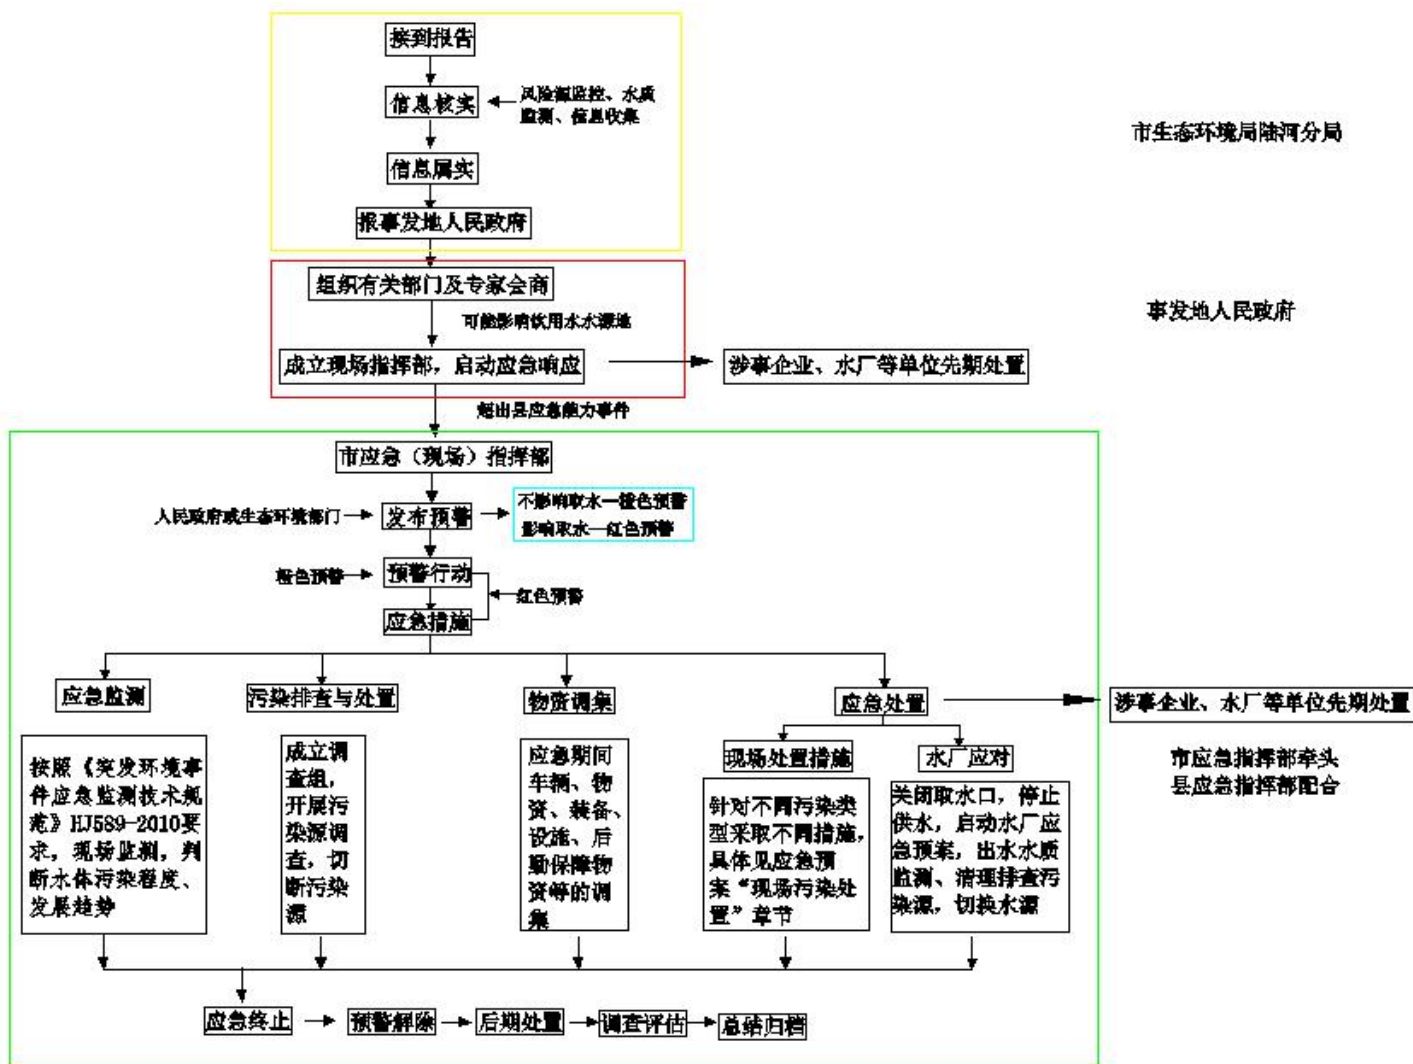 接到报告
信息核实
风险源监控、水质
监测、信息收集
市生态环境局陆河分局
信息属实
报事发地人民政府
组织有关部门及专家会商
可能影响饮用水水源地
事发地人民政府
成立现场指挥部，启动应急响应
涉事企业、水厂等单位先期处置
超出县应急能力事件
市应急（现场）指挥部
人民政府或生态环境部门
发布预警
不影响取水—橙色预警
影响取水—红色预警
橙色预警
预警行动
红色预警
应急措施
应急监测
污染排查与处置
物资调集
应急处置
涉事企业、水厂等单位先期处置
现场处置措施
水厂应对
市应急指挥部牵头
县应急指挥部配合
按照《突发环境事
件应急监测技术规
范》HJ589-2010要
求，现场监测，判
断水体污染程度、
发展趋势
成立调
查组，
开展污
染源调
查，切
断污染
源
应急期间
车辆、物
资、装备、
设施、后
勤保障物
资等的调
集
针对不同污染类
型采取不同措施，
具体见应急预
案“现场污染处
置”章节
关闭取水口，停止
供水，启动水厂应
急预案，出水水质
监测、清理排查污
染源，切换水源
应急终止
预警解除
后期处置
调查评估
总结归档